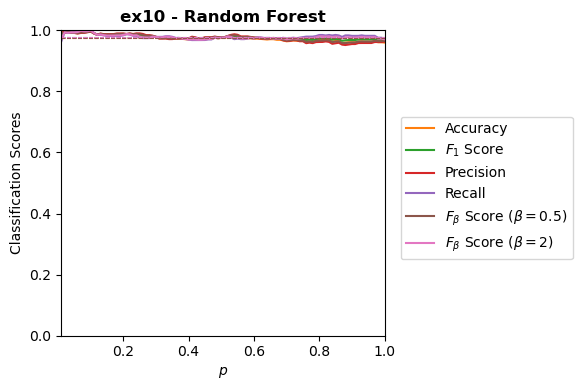 ex10 - Random Forest
Classification Scores
1.0
0.8
0.6
0.4
0.2
0.0
0.2 0.4 0.6 0.8 1.0
p
Accuracy
F₁ Score
Precision
Recall
Fᵦ Score (β = 0.5)
Fᵦ Score (β = 2)